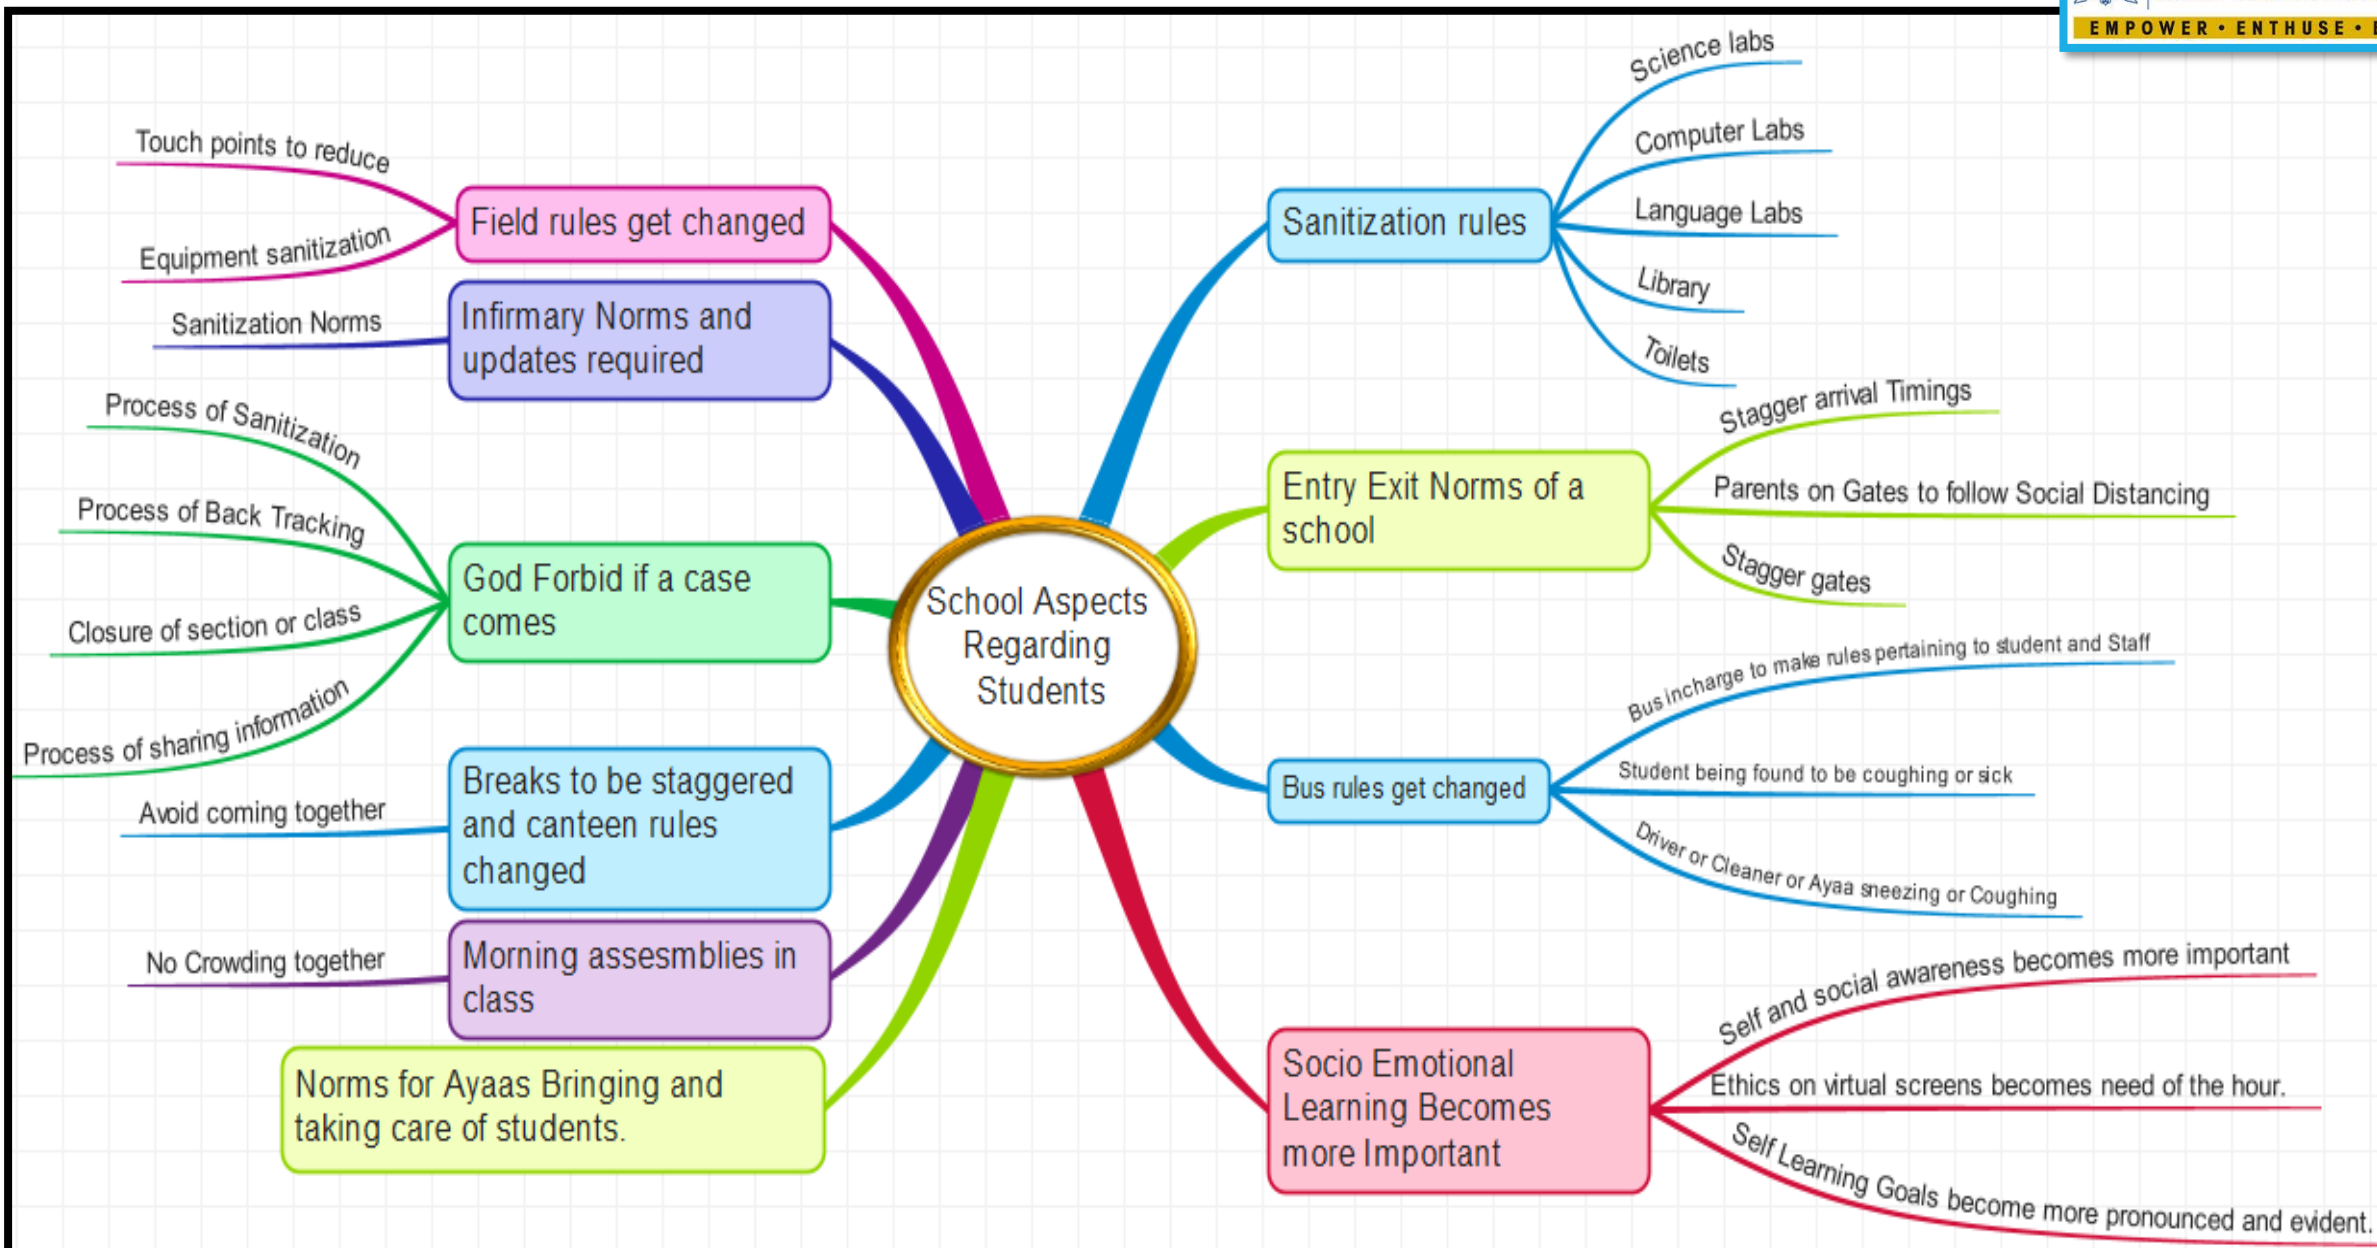 EMPOWER • ENTHUSE •
Science labs
Computer Labs
Language Labs
Library
Toilets
Sanitization rules
Touch points to reduce
Equipment sanitization
Field rules get changed
Sanitization Norms
Infirmary Norms and
updates required
Process of Sanitization
Process of Back Tracking
Closure of section or class
Process of sharing information
God Forbid if a case
comes
Stagger arrival Timings
Parents on Gates to follow Social Distancing
Stagger gates
Entry Exit Norms of a
school
School Aspects
Regarding
Students
Bus incharge to make rules pertaining to student and Staff
Student being found to be coughing or sick
Driver or Cleaner or Ayaa sneezing or Coughing
Bus rules get changed
Avoid coming together
Breaks to be staggered
and canteen rules
changed
No Crowding together
Morning assesmblies in
class
Norms for Ayaas Bringing and
taking care of students.
Socio Emotional
Learning Becomes
more Important
Self and social awareness becomes more important
Ethics on virtual screens becomes need of the hour.
Self Learning Goals become more pronounced and evident.